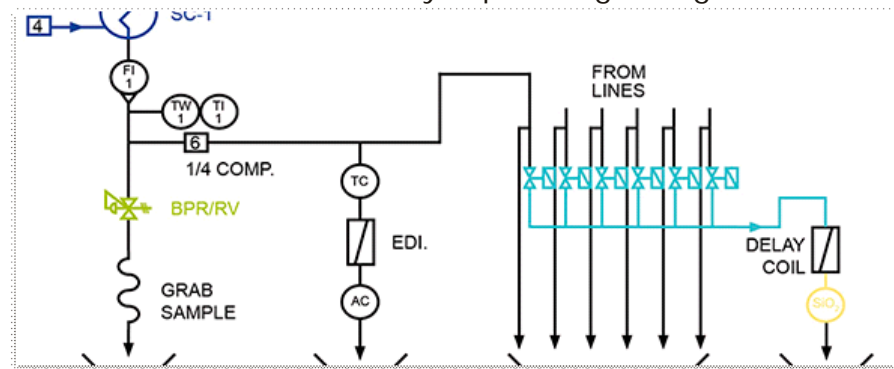 4
SC-1
FI
1
TW
1
TI
1
6
1/4 COMP.
FROM
LINES
TC
BPR/RV
EDI.
DELAY
COIL
GRAB
SAMPLE
AC
SiO₂